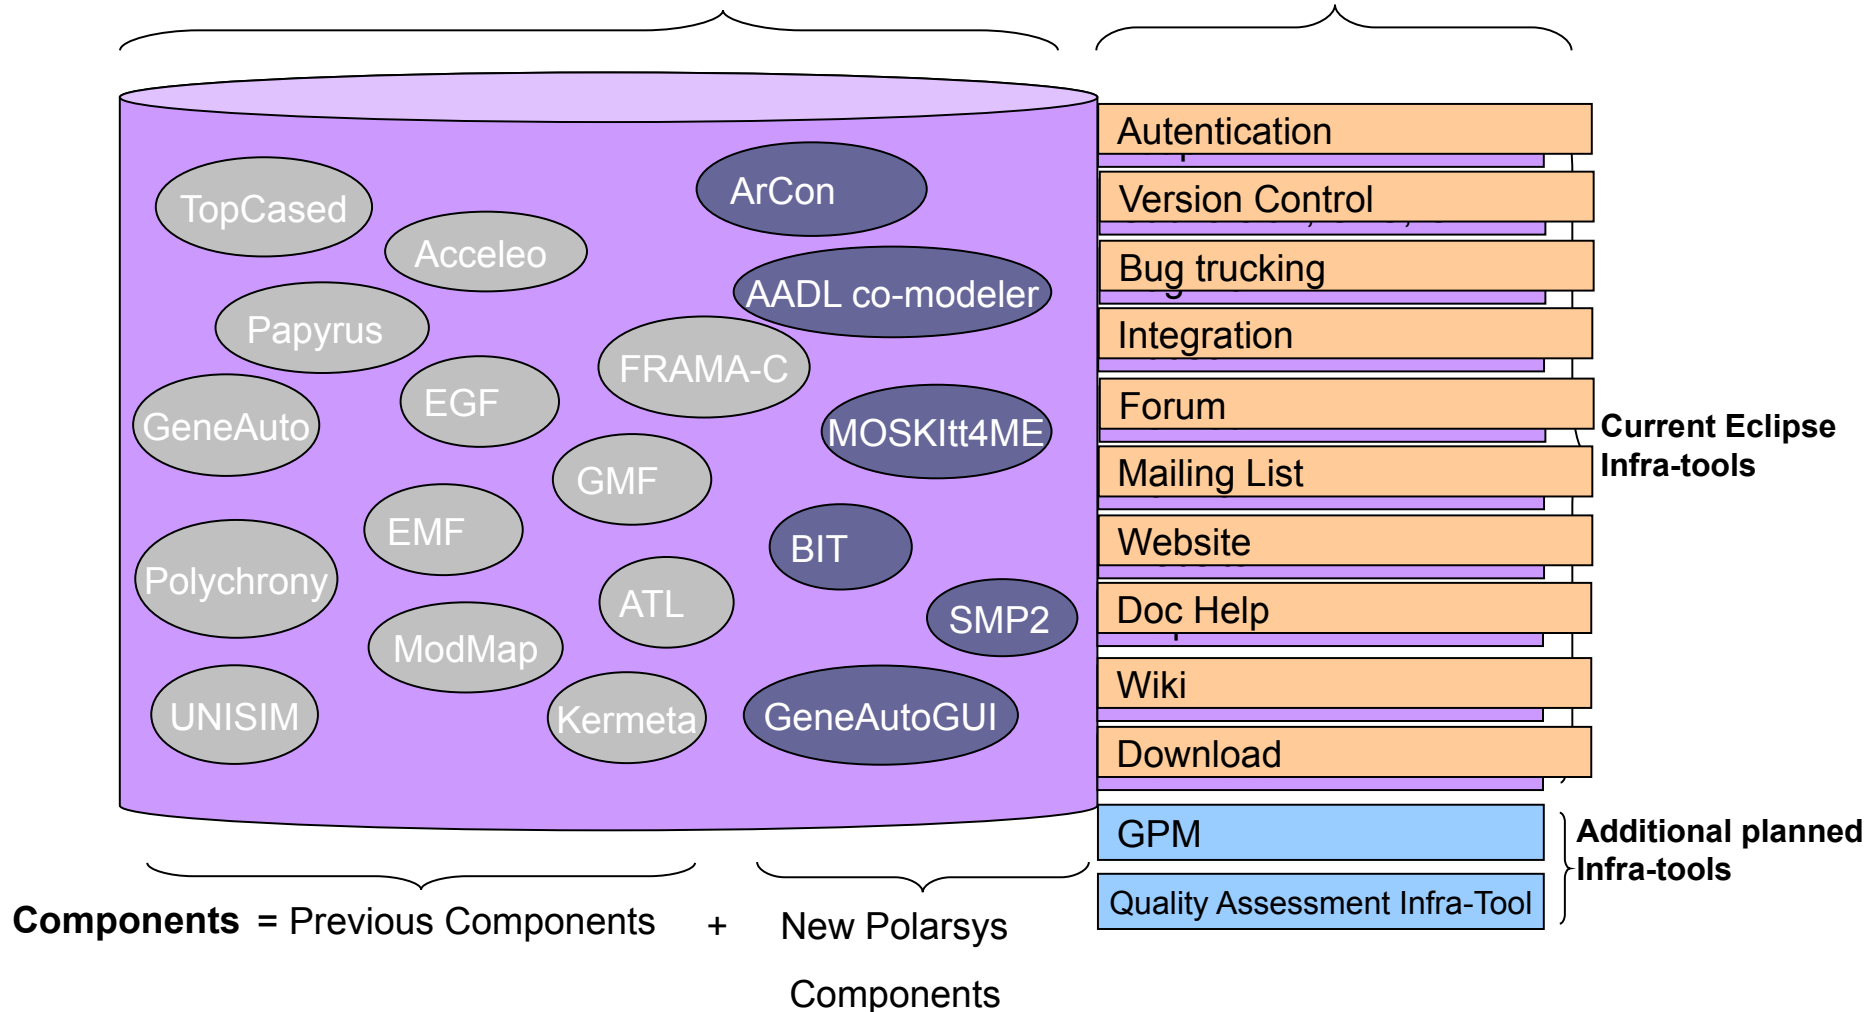 TopCased
Acceleo
Papyrus
GeneAuto
EGF
FRAMA-C
GMF
EMF
Polychrony
ATL
ModMap
UNISIM
Kermeta
ArCon
AADL co-modeler
MOSKItt4ME
BIT
SMP2
GeneAutoGUI
Autentication
Version Control
Bug trucking
Integration
Forum
Mailing List
Website
Doc Help
Wiki
Download
Current Eclipse
Infra-tools
GPM
Quality Assessment Infra-Tool
Additional planned
Infra-tools
Components = Previous Components + New Polarsys
Components